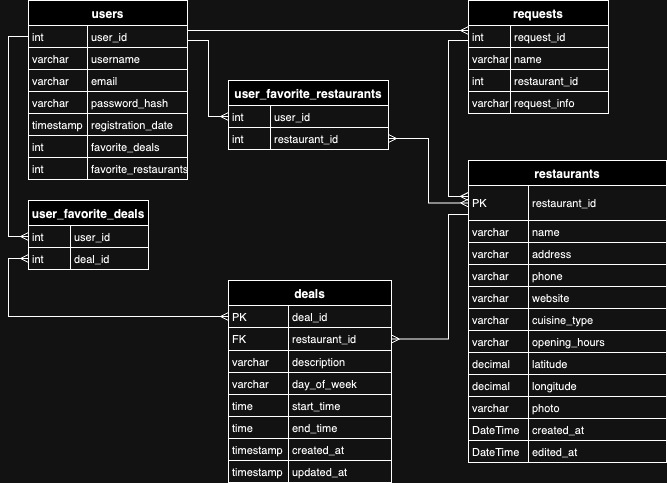 users
int user_id
varchar username
varchar email
varchar password_hash
timestamp registration_date
int favorite_deals
int favorite_restaurants
requests
int request_id
varchar name
int restaurant_id
varchar request_info
user_favorite_restaurants
int user_id
int restaurant_id
restaurants
PK restaurant_id
varchar name
varchar address
varchar phone
varchar website
varchar cuisine_type
varchar opening_hours
decimal latitude
decimal longitude
varchar photo
DateTime created_at
DateTime edited_at
user_favorite_deals
int user_id
int deal_id
deals
PK deal_id
FK restaurant_id
varchar description
varchar day_of_week
time start_time
time end_time
timestamp created_at
timestamp updated_at